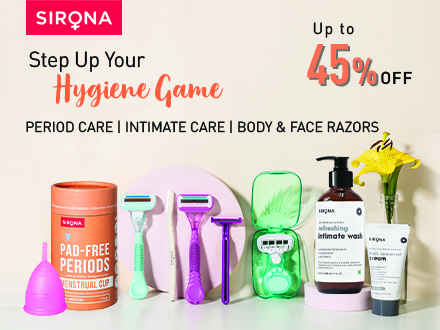 SIRONA
Step Up Your
Hygiene Game
Up to
45% OFF
PERIOD CARE | INTIMATE CARE | BODY & FACE RAZORS
SIRONA
PAD-FREE
PERIODS
MENSTRUAL CUP
SIRONA
refreshing
intimate wash
SIRONA
cream